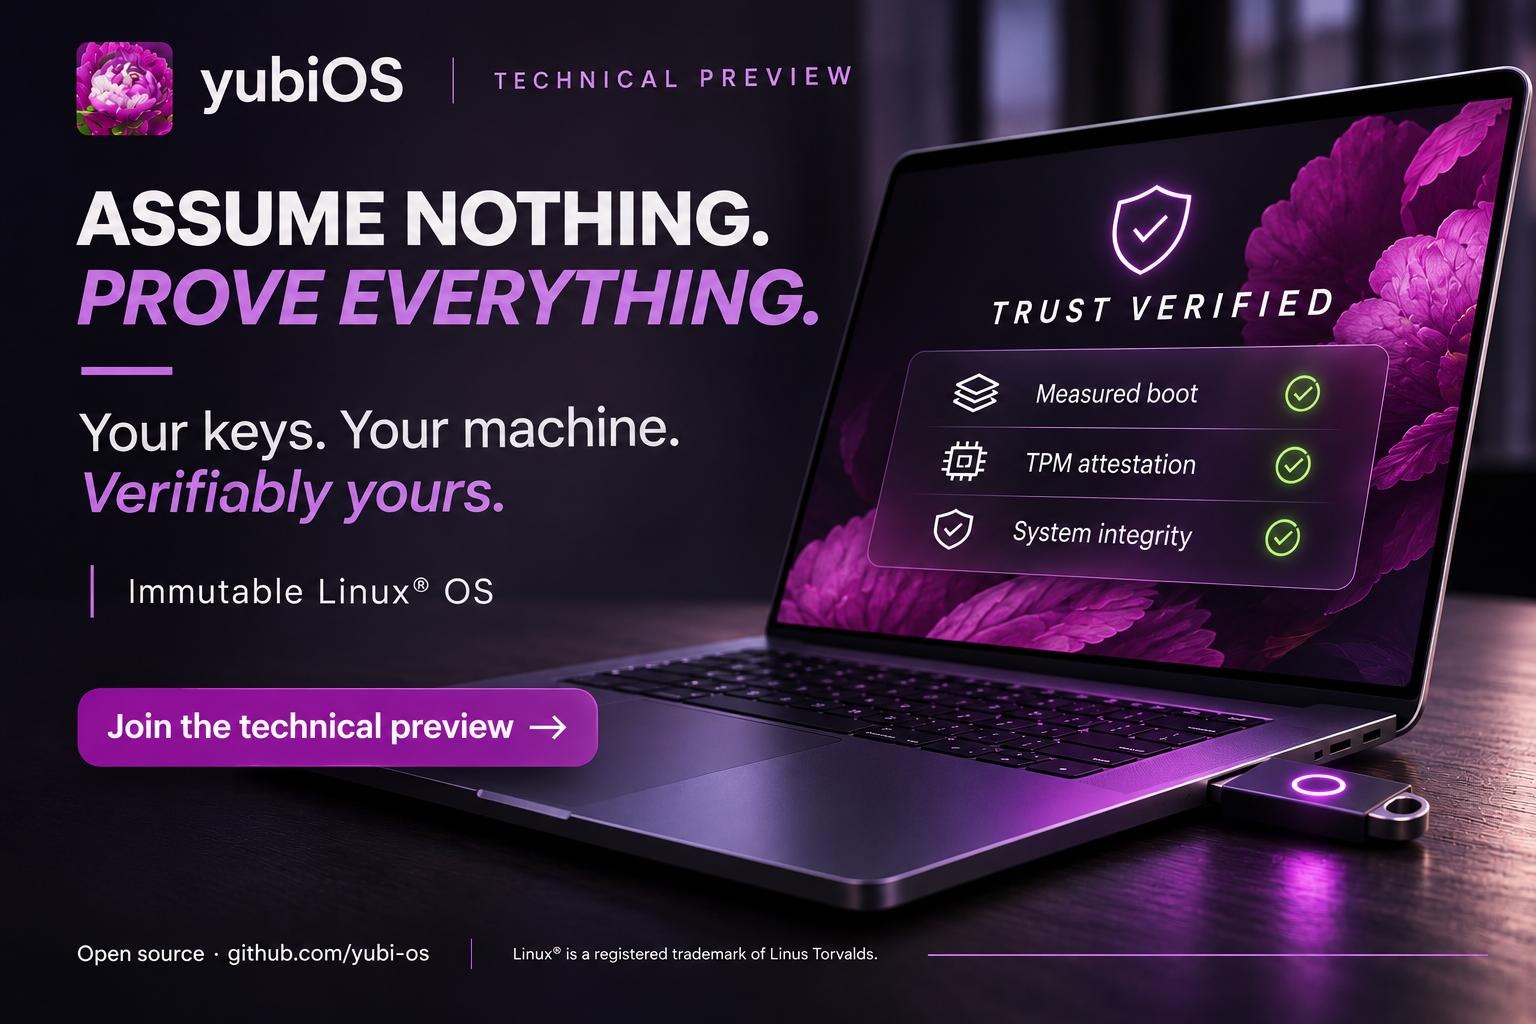 yubiOS
TECHNICAL PREVIEW
ASSUME NOTHING.
PROVE EVERYTHING.
Your keys. Your machine.
Verifiably yours.
Immutable Linux® OS
Join the technical preview →
TRUST VERIFIED
Measured boot
TPM attestation
System integrity
Open source · github.com/yubi-os
Linux® is a registered trademark of Linus Torvalds.